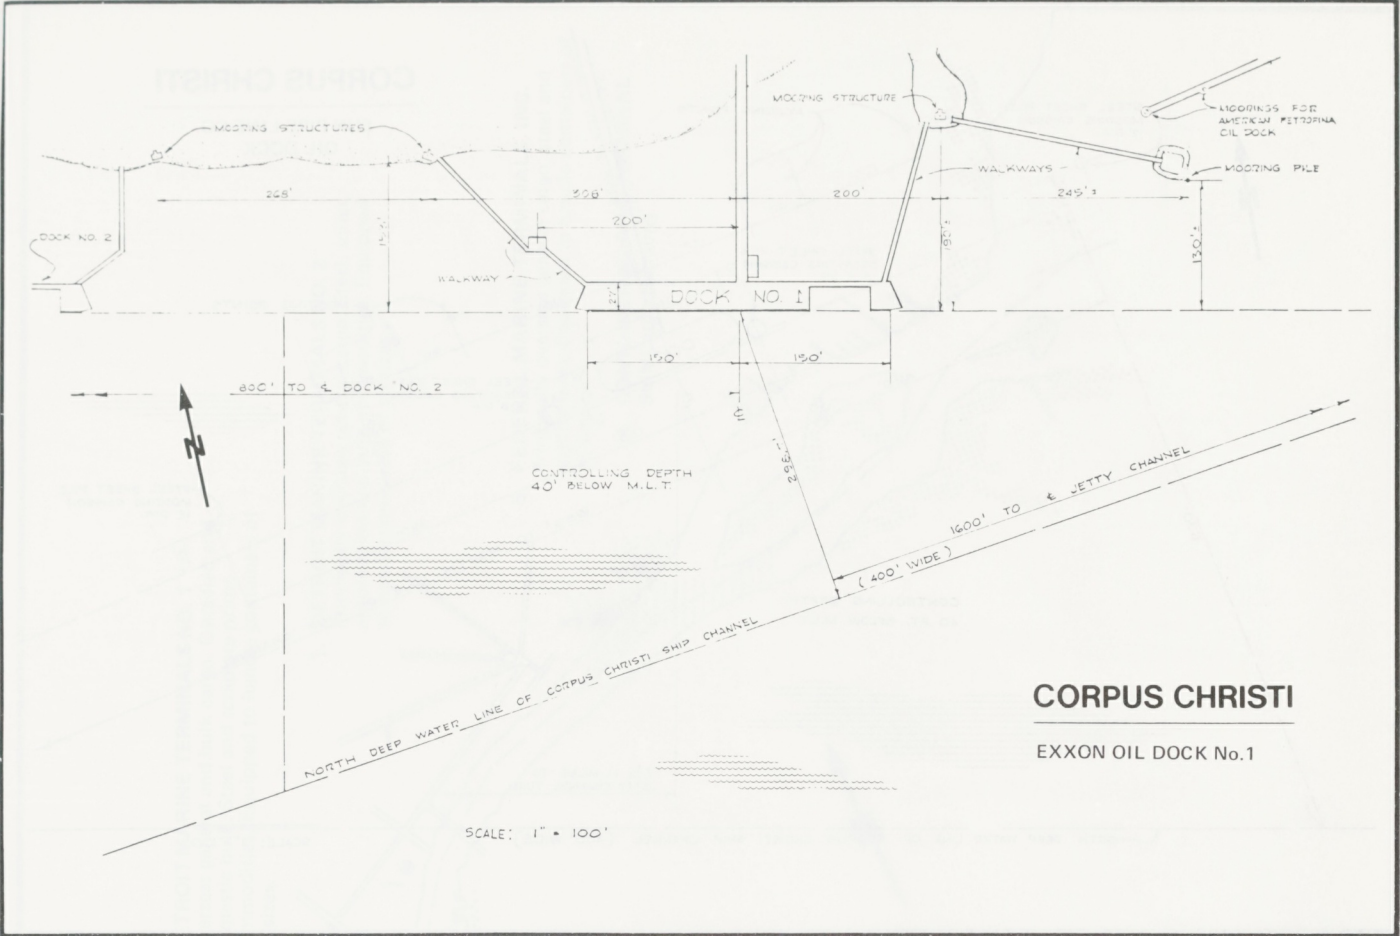 MOORING STRUCTURES
MOORING STRUCTURE
MOORINGS FOR
AMERICAN PETROFINA
OIL DOCK
MOORING PILE
WALKWAYS
308'
200'
245'±
200'
DOCK NO. 2
130'±
WALKWAY
DOCK NO. 1
150' 150'
800' TO ℄ DOCK NO. 2
℄
N
CONTROLLING DEPTH
40' BELOW M.L.T.
1600' TO ℄ JETTY CHANNEL
(400' WIDE)
NORTH DEEP WATER LINE OF CORPUS CHRISTI SHIP CHANNEL
CORPUS CHRISTI
EXXON OIL DOCK No.1
SCALE: 1" = 100'